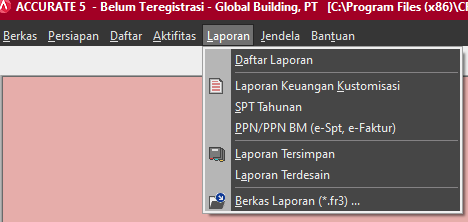 ACCURATE 5 - Belum Teregistrasi - Global Building, PT [C:\Program Files (x86)\
Berkas Persiapan Daftar Aktifitas Laporan Jendela Bantuan
Daftar Laporan
Laporan Keuangan Kustomisasi
SPT Tahunan
PPN/PPN BM (e-Spt, e-Faktur)
Laporan Tersimpan
Laporan Terdesain
Berkas Laporan (*.fr3) ...